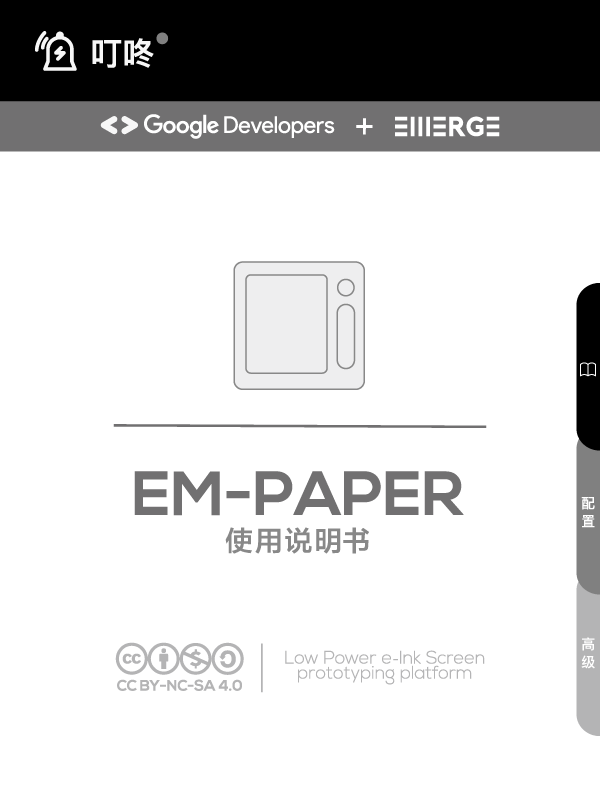 叮咚
Google Developers + EMERGE
EM-PAPER
使用说明书
配置
高级
cc
CC BY-NC-SA 4.0
Low Power e-Ink Screen
prototyping platform